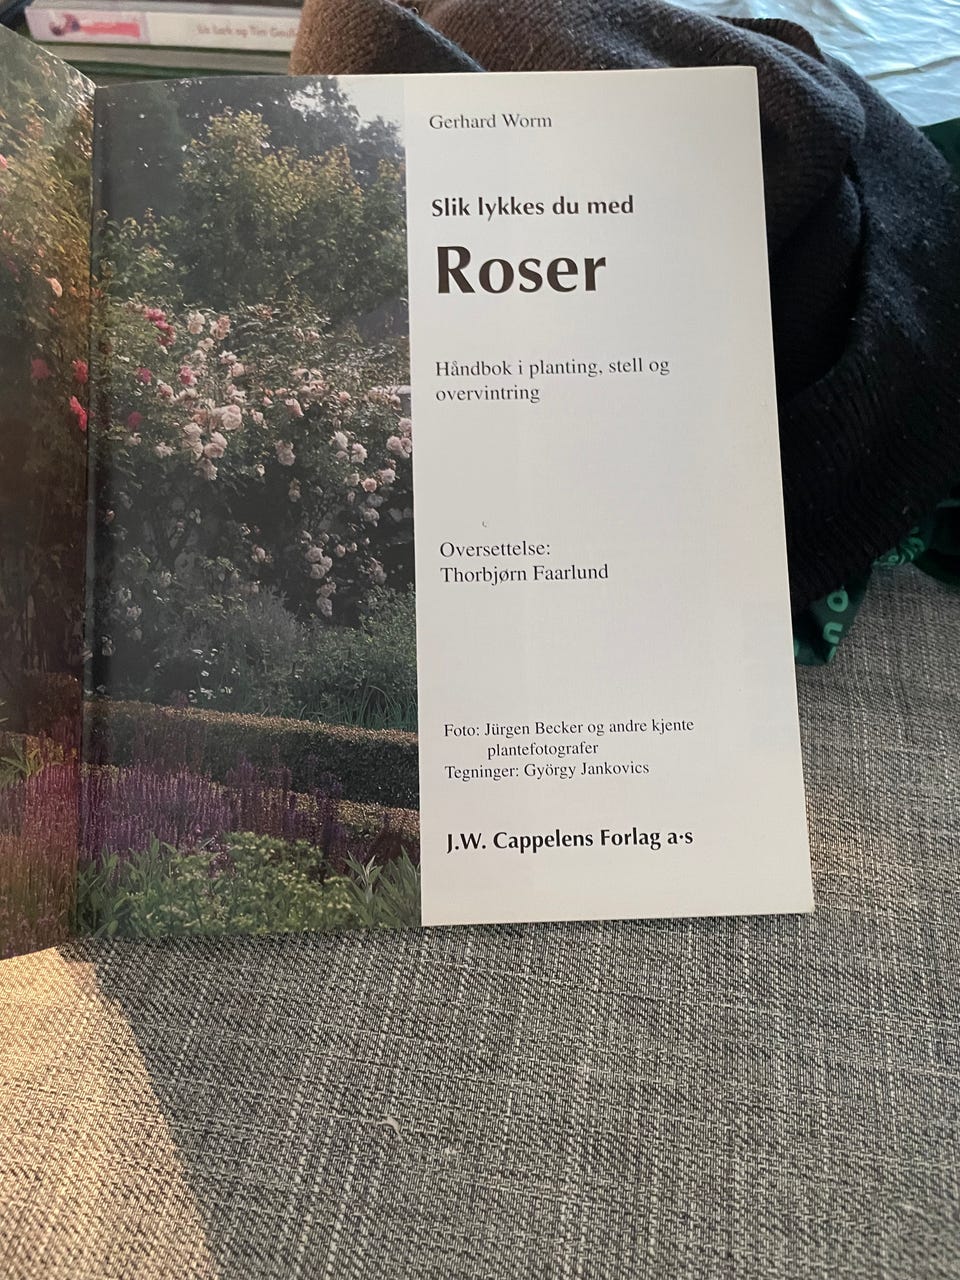 Gerhard Worm
Slik lykkes du med
Roser
Håndbok i planting, stell og
overvintring
Oversettelse:
Thorbjørn Faarlund
Foto: Jürgen Becker og andre kjente
plantefotografer
Tegninger: György Jankovics
J.W. Cappelens Forlag a·s